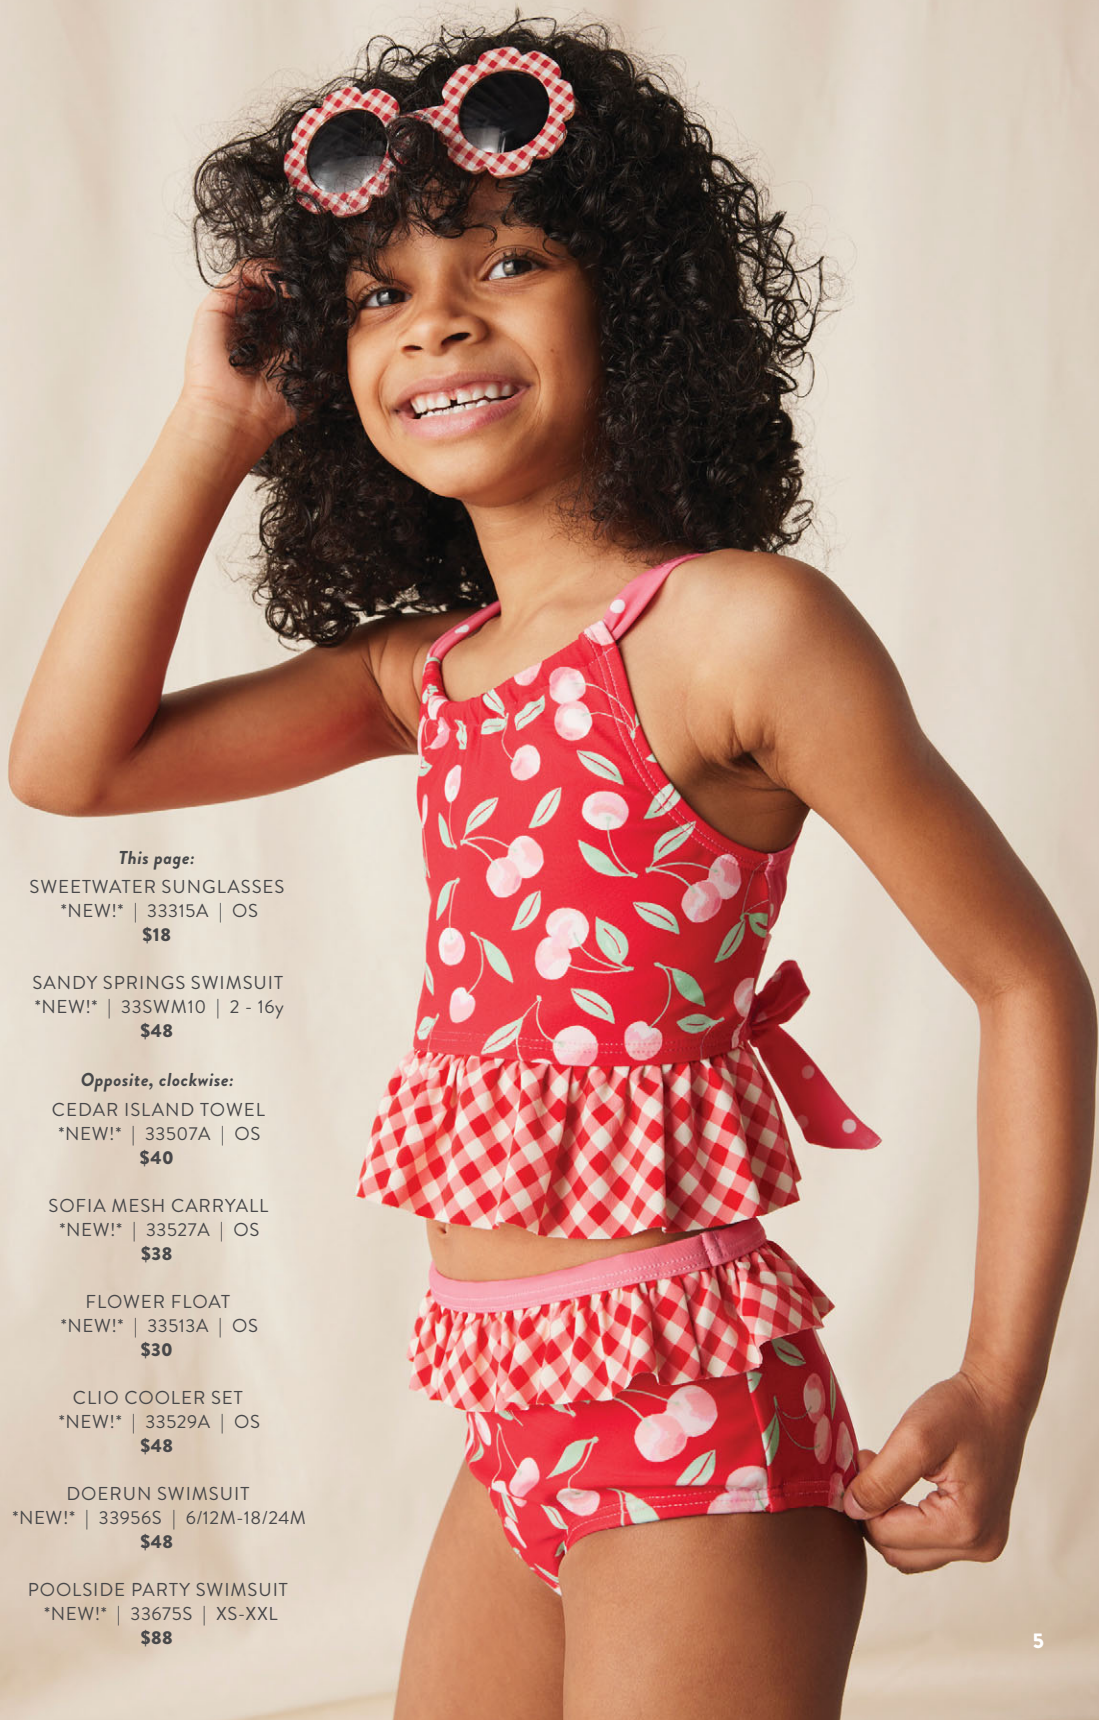 This page:
SWEETWATER SUNGLASSES
*NEW!* | 33315A | OS
$18
SANDY SPRINGS SWIMSUIT
*NEW!* | 33SWM10 | 2 - 16y
$48
Opposite, clockwise:
CEDAR ISLAND TOWEL
*NEW!* | 33507A | OS
$40
SOFIA MESH CARRYALL
*NEW!* | 33527A | OS
$38
FLOWER FLOAT
*NEW!* | 33513A | OS
$30
CLIO COOLER SET
*NEW!* | 33529A | OS
$48
DOERUN SWIMSUIT
*NEW!* | 33956S | 6/12M-18/24M
$48
POOLSIDE PARTY SWIMSUIT
*NEW!* | 33675S | XS-XXL
$88
5